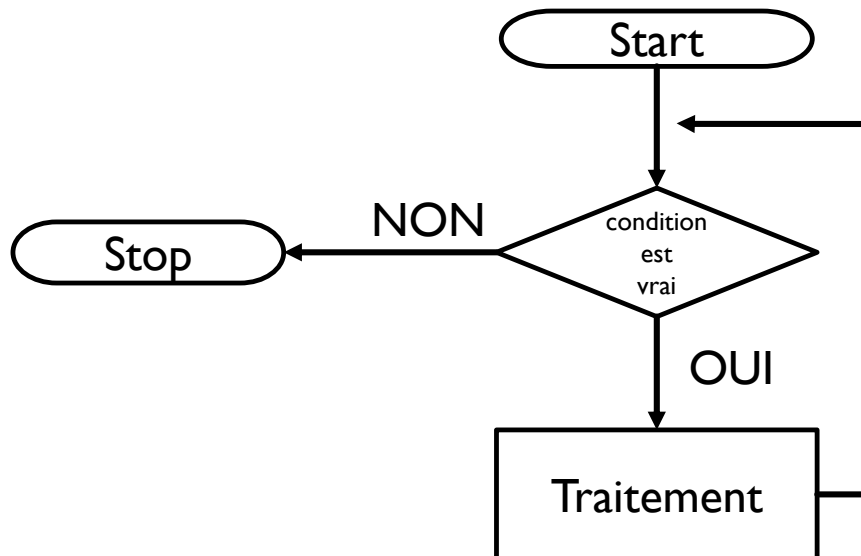 Start
NON
condition
est
vrai
Stop
OUI
Traitement